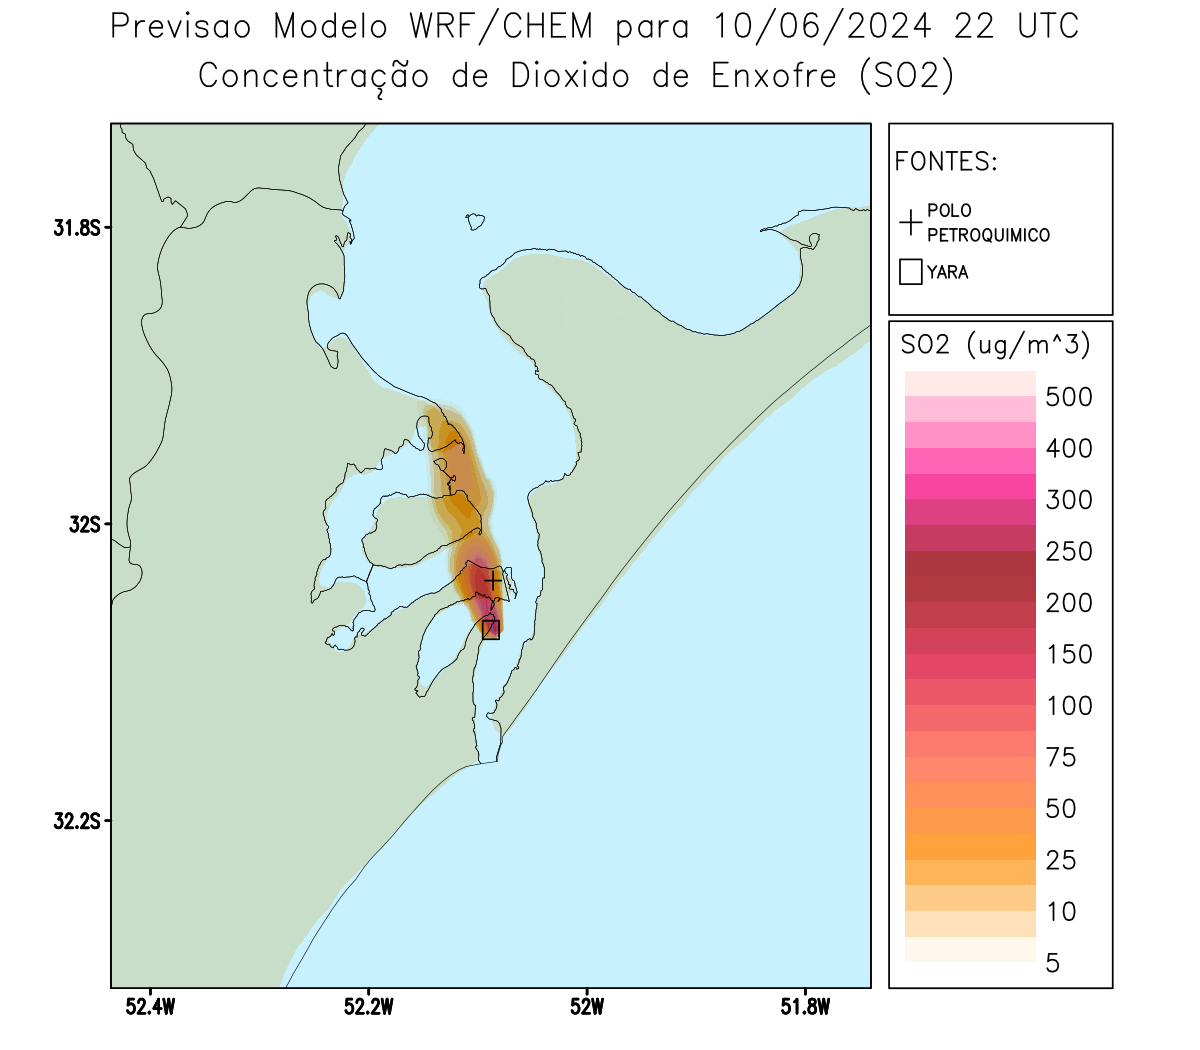 Previsao Modelo WRF/CHEM para 10/06/2024 22 UTC
Concentração de Dioxido de Enxofre (SO2)
FONTES:
POLO
PETROQUIMICO
YARA
31.8S
32S
32.2S
52.4W
52.2W
52W
51.8W
SO2 (ug/m^3)
500
400
300
250
200
150
100
75
50
25
10
5